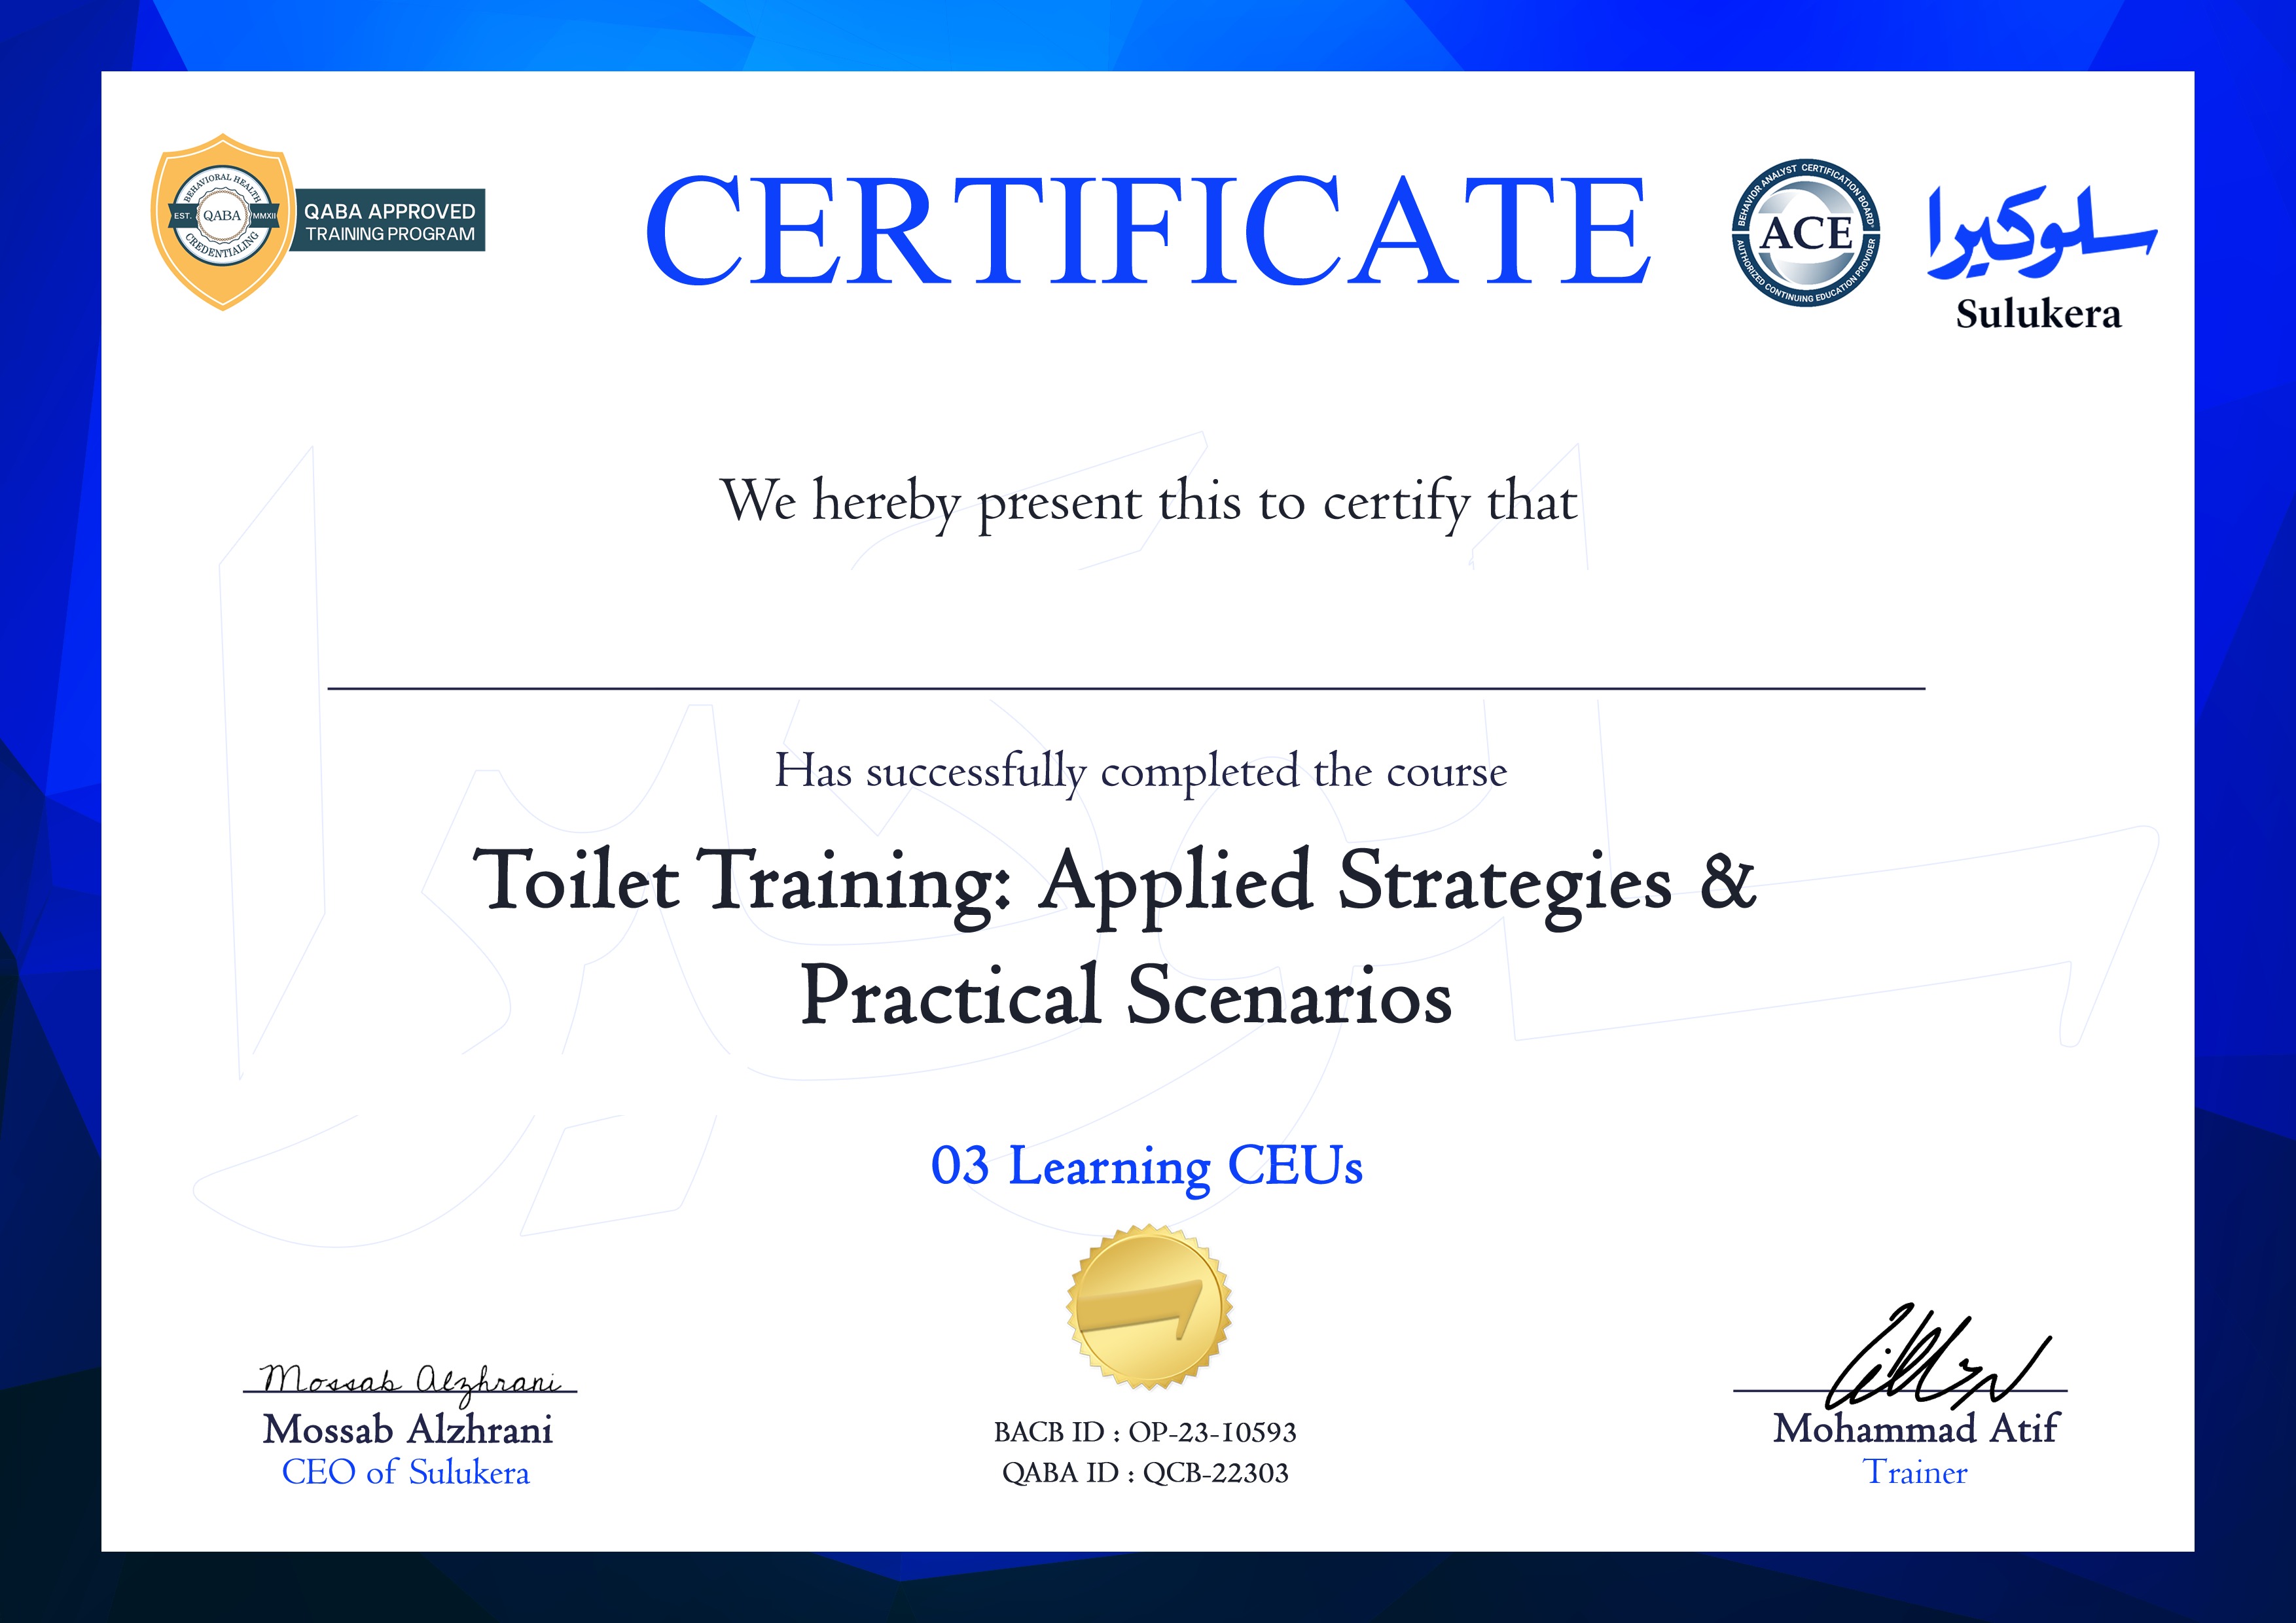 BEHAVIORAL HEALTH
EST. QABA MMXII
CREDENTIALING
QABA APPROVED
TRAINING PROGRAM
CERTIFICATE
BEHAVIOR ANALYST CERTIFICATION BOARD®
ACE
AUTHORIZED CONTINUING EDUCATION PROVIDER
سلوكيرا
Sulukera
We hereby present this to certify that
Has successfully completed the course
Toilet Training: Applied Strategies &
Practical Scenarios
03 Learning CEUs
Mossab Alzhrani
Mossab Alzhrani
CEO of Sulukera
BACB ID : OP-23-10593
QABA ID : QCB-22303
Mohammad Atif
Trainer